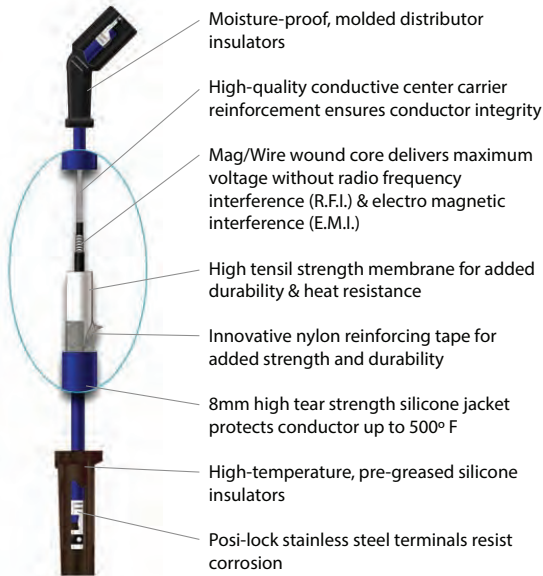 Moisture-proof, molded distributor
insulators
High-quality conductive center carrier
reinforcement ensures conductor integrity
Mag/Wire wound core delivers maximum
voltage without radio frequency
interference (R.F.I.) & electro magnetic
interference (E.M.I.)
High tensil strength membrane for added
durability & heat resistance
Innovative nylon reinforcing tape for
added strength and durability
8mm high tear strength silicone jacket
protects conductor up to 500º F
High-temperature, pre-greased silicone
insulators
Posi-lock stainless steel terminals resist
corrosion